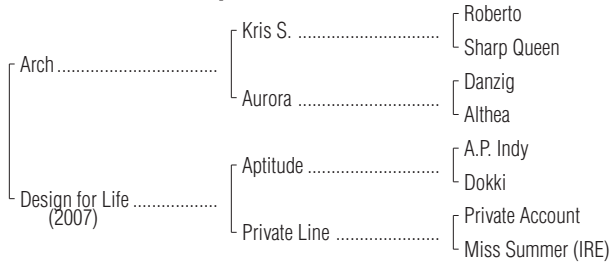 Roberto
Kris S. ..................................
Sharp Queen
Arch ................................
Danzig
Aurora ..................................
Althea
A.P. Indy
Aptitude ................................
Dokki
Design for Life .................
(2007)
Private Account
Private Line .........................
Miss Summer (IRE)